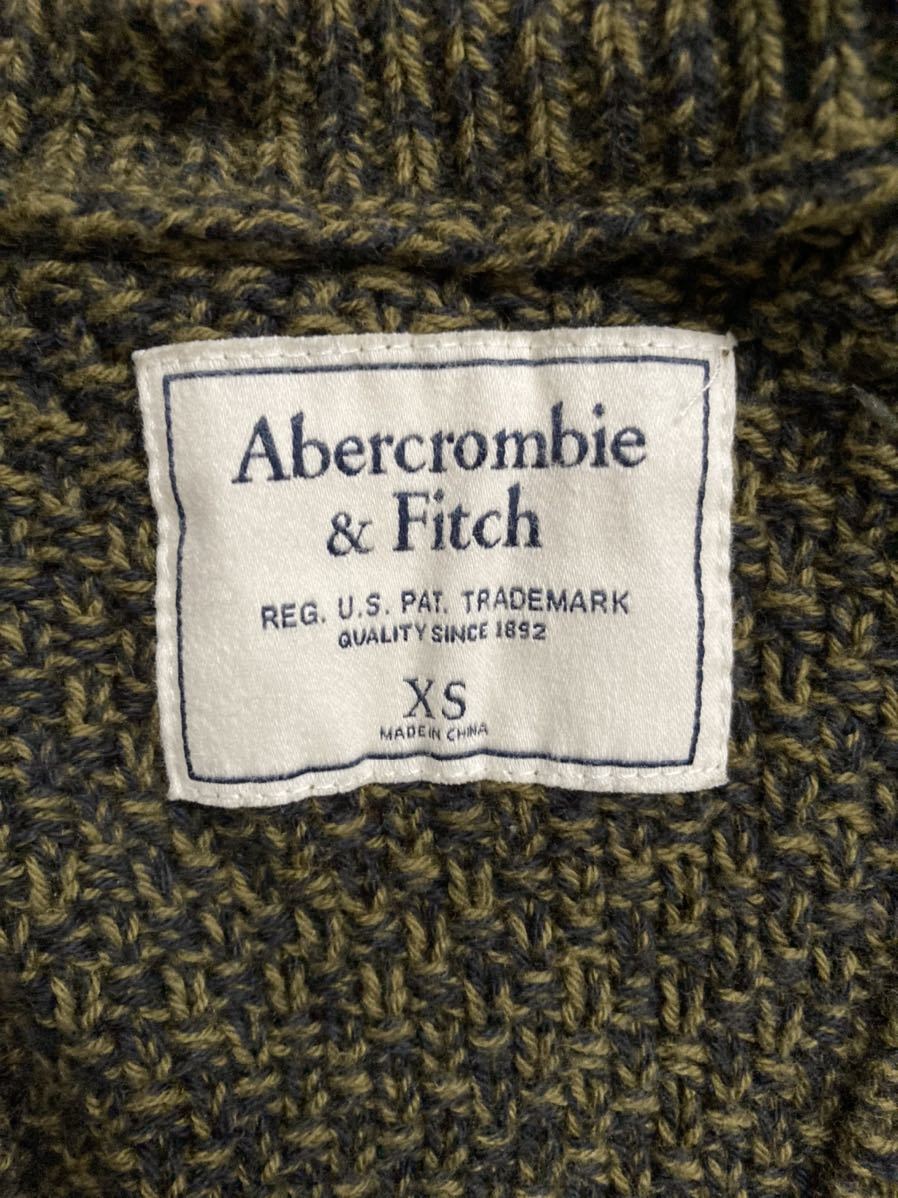 Abercrombie
& Fitch
REG. U.S. PAT. TRADEMARK
QUALITY SINCE 1892
XS
MADE IN CHINA